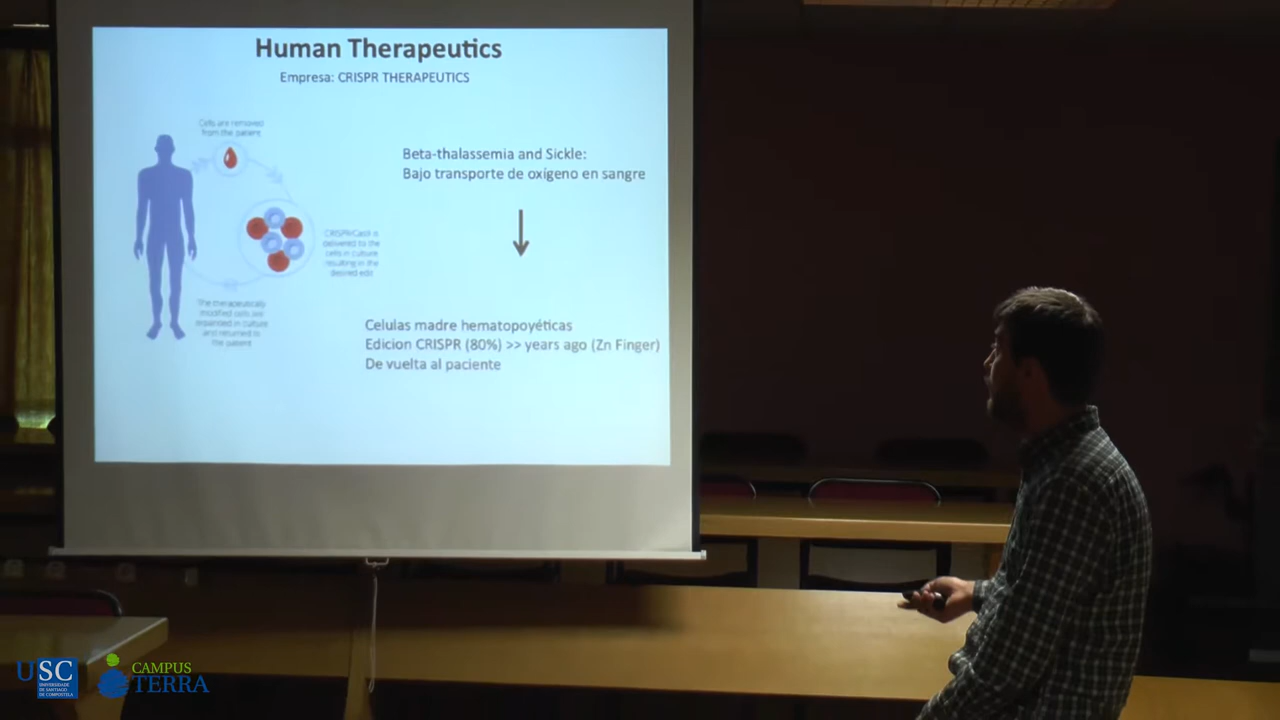 Human Therapeutics
Empresa: CRISPR THERAPEUTICS
Cells are removed
from the patient
Beta-thalassemia and Sickle:
Bajo transporte de oxigeno en sangre
CRISPR/Cas9 is
delivered to the
cells in culture
resulting in the
desired edit
The therapeutically
modified cells are
expanded in culture
and returned to
the patient
Celulas madre hematopoyéticas
Edicion CRISPR (80%) >> years ago (Zn Finger)
De vuelta al paciente
USC
UNIVERSIDADE
DE SANTIAGO
DE COMPOSTELA
CAMPUS
TERRA